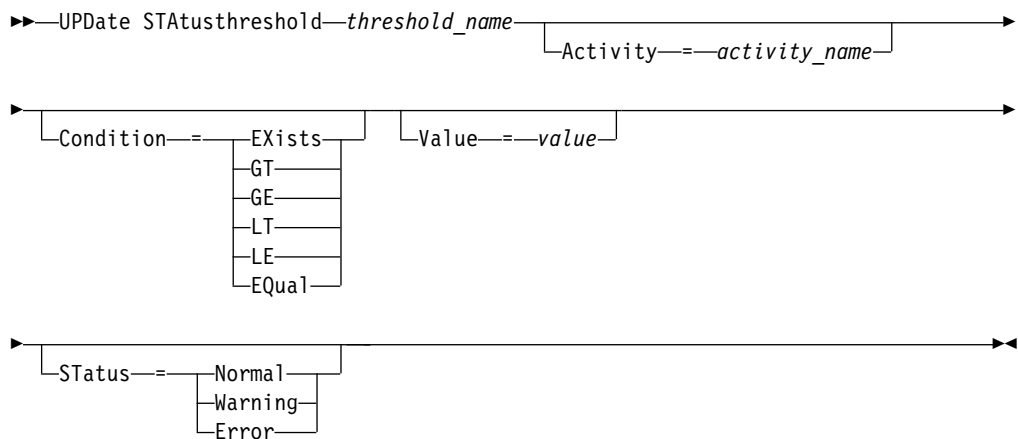 UPDate STAtusthreshold threshold_name
Activity = activity_name
Condition = EXists
GT
GE
LT
LE
EQual
Value = value
STatus = Normal
Warning
Error